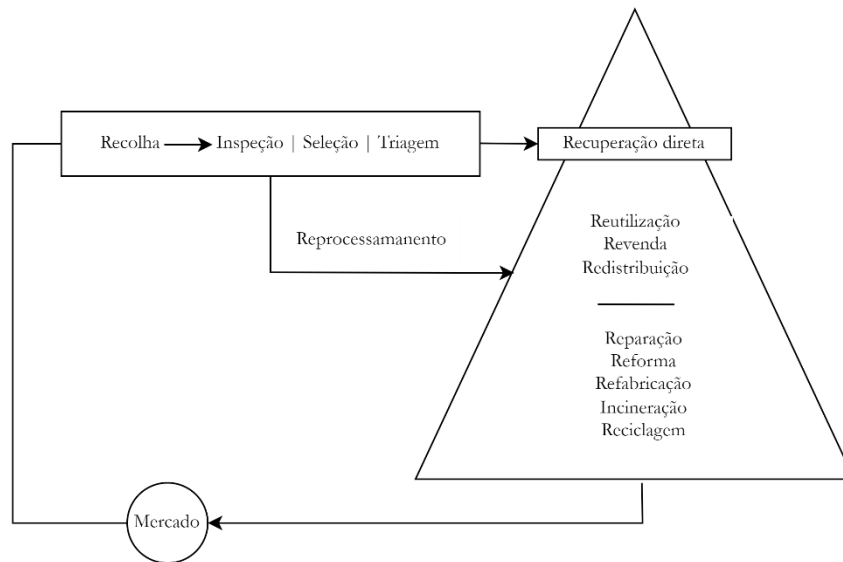 Recolha
Inspeção | Seleção | Triagem
Recuperação direta
Reprocessamanento
Reutilização
Revenda
Redistribuição
Reparação
Reforma
Refabricação
Incineração
Reciclagem
Mercado